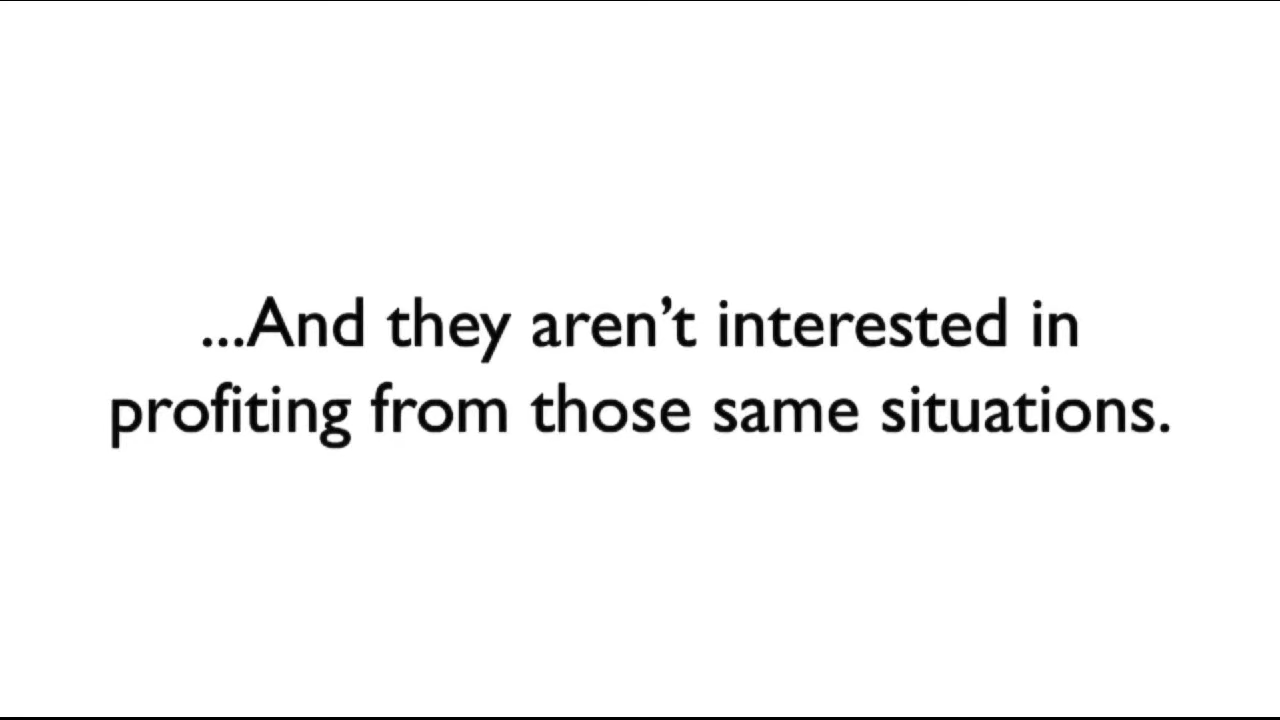 ...And they aren’t interested in
profiting from those same situations.